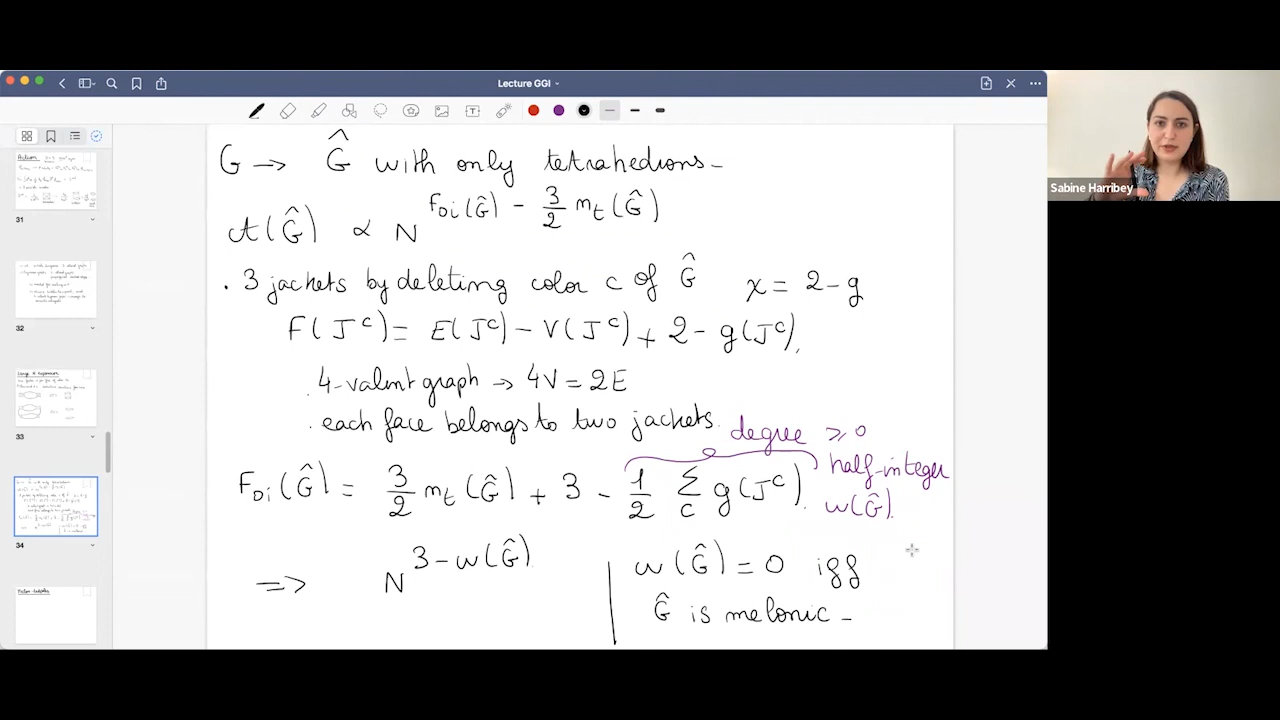 Lecture GGI
Sabine Harribey
G → Ĝ with only tetrahedrons -
A(Ĝ) ∝ N^{F_{0i}(Ĝ) - 3/2 n_t(Ĝ)}
. 3 jackets by deleting color c of Ĝ χ = 2 - g
F(J^c) = E(J^c) - V(J^c) + 2 - g(J^c),
. 4-valent graph → 4V = 2E
. each face belongs to two jackets.
degree ≥ 0
half-integer
w(Ĝ).
F_{0i}(Ĝ) = 3/2 n_t(Ĝ) + 3 - 1/2 Σ_c g(J^c).
=> N^{3 - w(Ĝ)}
w(Ĝ) = 0 iff
Ĝ is melonic -
31
32
33
34